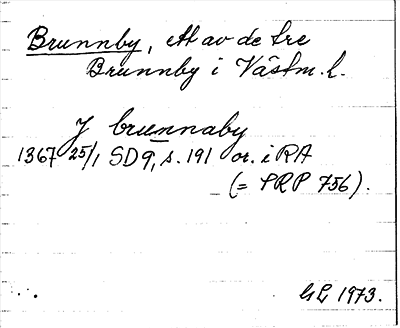 Brunnby, ett av de tre
Brunnby i Västm. l.
J brunnaby
1367 25/1 SD 9, s. 191 or. i RA
(= SRP 756).
GL 1973.